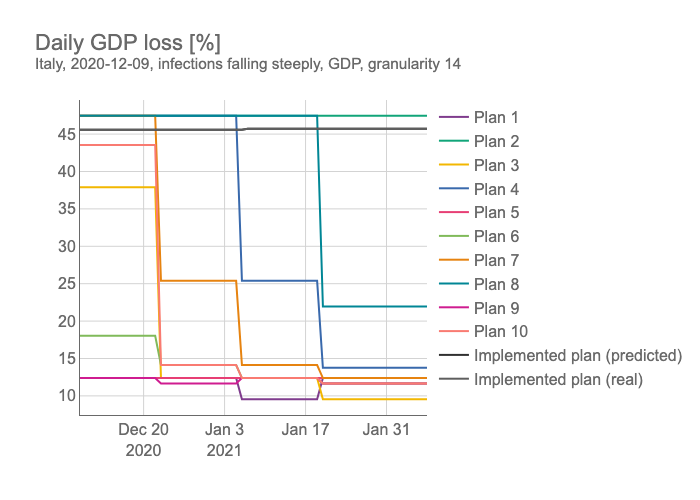 Daily GDP loss [%]
Italy, 2020-12-09, infections falling steeply, GDP, granularity 14
45
40
35
30
25
20
15
10
Dec 20
2020
Jan 3
2021
Jan 17
Jan 31
Plan 1
Plan 2
Plan 3
Plan 4
Plan 5
Plan 6
Plan 7
Plan 8
Plan 9
Plan 10
Implemented plan (predicted)
Implemented plan (real)